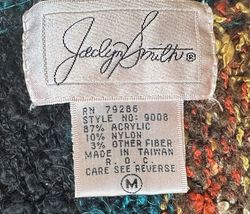 Jaclyn Smith®
RN 79286
STYLE NO: 9008
87% ACRYLIC
10% NYLON
3% OTHER FIBER
MADE IN TAIWAN
R.O.C.
CARE SEE REVERSE
M